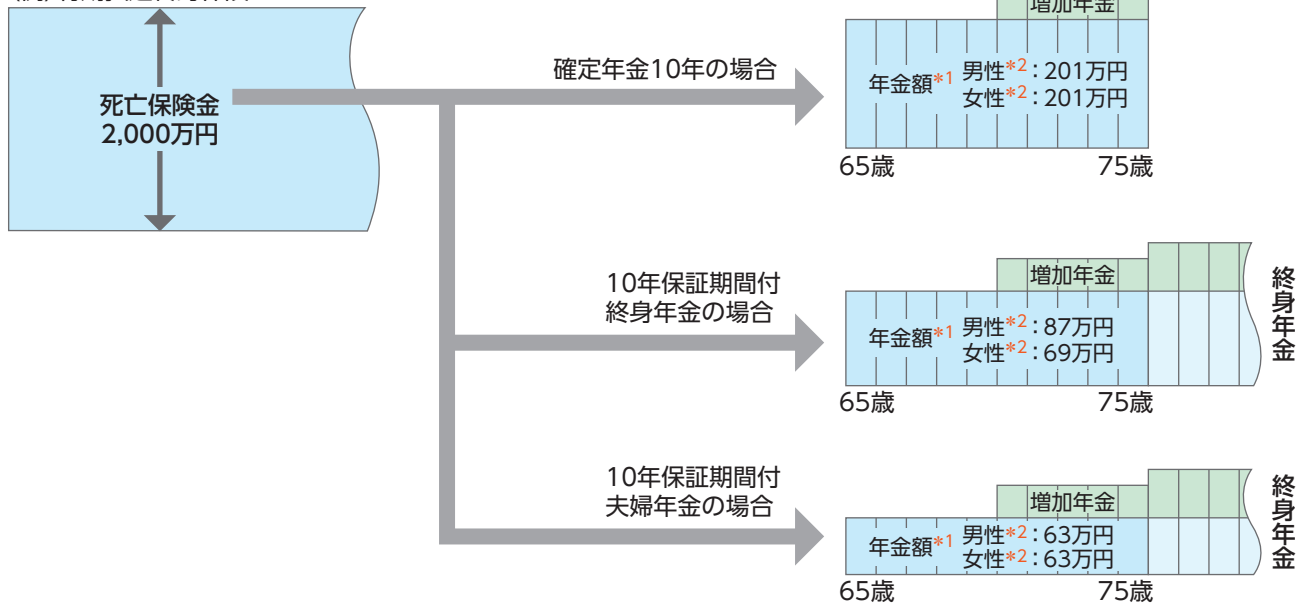 死亡保険金
2,000万円
確定年金10年の場合
増加年金
年金額*1 男性*2：201万円
女性*2：201万円
65歳 75歳
10年保証期間付
終身年金の場合
増加年金
年金額*1 男性*2：87万円
女性*2：69万円
65歳 75歳
終身年金
10年保証期間付
夫婦年金の場合
増加年金
年金額*1 男性*2：63万円
女性*2：63万円
65歳 75歳
終身年金